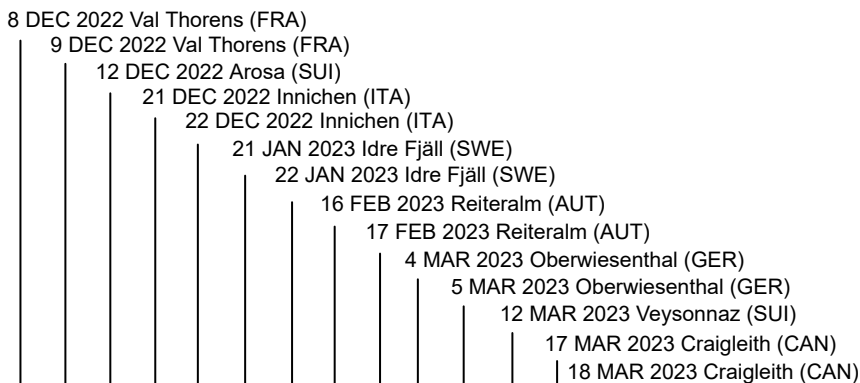 8 DEC 2022 Val Thorens (FRA)
9 DEC 2022 Val Thorens (FRA)
12 DEC 2022 Arosa (SUI)
21 DEC 2022 Innichen (ITA)
22 DEC 2022 Innichen (ITA)
21 JAN 2023 Idre Fjäll (SWE)
22 JAN 2023 Idre Fjäll (SWE)
16 FEB 2023 Reiteralm (AUT)
17 FEB 2023 Reiteralm (AUT)
4 MAR 2023 Oberwiesenthal (GER)
5 MAR 2023 Oberwiesenthal (GER)
12 MAR 2023 Veysonnaz (SUI)
17 MAR 2023 Craigleith (CAN)
18 MAR 2023 Craigleith (CAN)